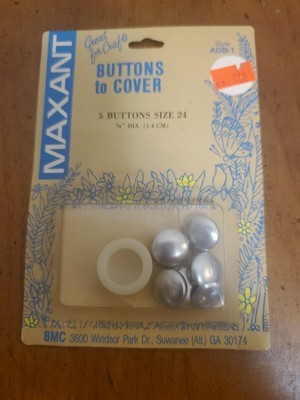 MAXANT
Great
for Crafts
Style
ADB-1
BUTTONS
to COVER
5 BUTTONS SIZE 24
⅝" DIA. (1.4 CM)
BMC 3600 Windsor Park Dr., Suwanee (Atl.) GA 30174